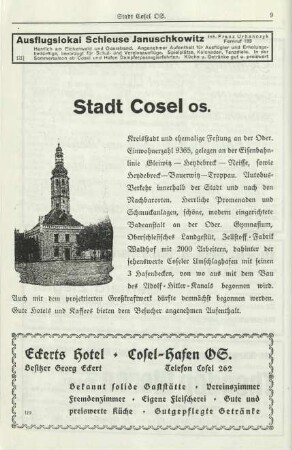 Stadt Cosel OS. 9
Ausflugslokal Schleuse Januschkowitz Inh. Franz Urbanczyk
Fernruf 122
Herrlich am Eichenwald und Oderstrand. Angenehmer Aufenthalt für Ausflügler und Erholung-
bedürftige, bevorzugt für Schul- und Vereinsausflüge, Spielplätze, Kolonaden, Tanzplatz. In der
Sommersaison ab Cosel und Hafen Dampferanschlußfahrten. Küche u. Getränke gut u. preiswert
Stadt Cosel OS.
Kreisstadt und ehemalige Festung an der Oder.
Einwohnerzahl 9365, gelegen an der Eisenbahn-
linie Gleiwitz — Heydebreck — Neisse, sowie
Heydebreck—Bauerwitz—Troppau. Autobus-
Verkehr innerhalb der Stadt und nach den
Nachbarorten. Herrliche Promenaden und
Schmuckanlagen, schöne, modern eingerichtete
Badeanstalt an der Oder. Gymnasium,
Oberschlesisches Landgestüt, Zellstoff-Fabrik
Waldhof mit 2000 Arbeitern, dahinter der
sehenswerte Coseler Umschlaghafen mit seinen
3 Hafenbecken, von wo aus mit dem Bau
des Adolf-Hitler-Kanals begonnen wird.
Auch mit dem projektierten Großkraftwerk dürfte demnächst begonnen werden.
Gute Hotels und Kaffees bieten den Besucher angenehmen Aufenthalt.
Eckerts Hotel · Cosel-Hafen OS.
Besitzer Georg Eckert Telefon Cosel 262
Bekannt solide Gaststätte · Vereinszimmer
Fremdenzimmer · Eigene Fleischerei · Gute und
preiswerte Küche · Gutgepflegte Getränke